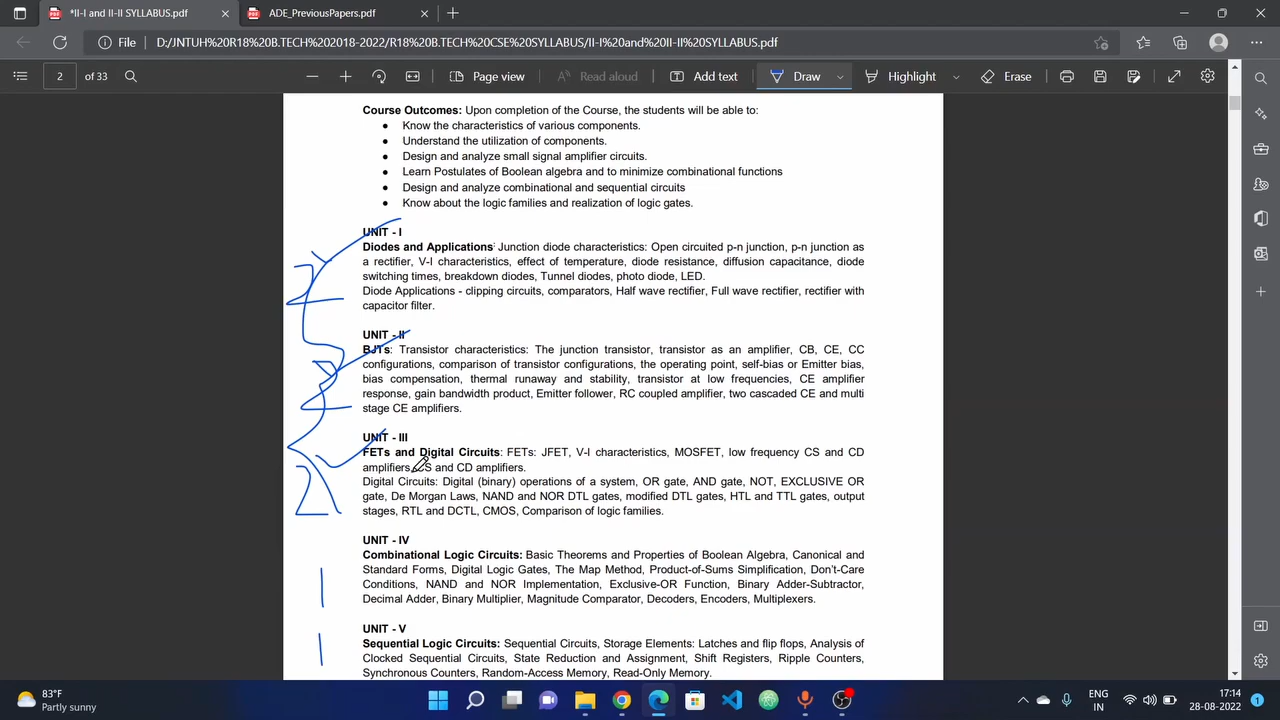 *II-I and II-II SYLLABUS.pdf
ADE_PreviousPapers.pdf
File D:/JNTUH%20R18%20B.TECH%202018-2022/R18%20B.TECH%20CSE%20SYLLABUS/II-I%20and%20II-II%20SYLLABUS.pdf
2 of 33 Page view Read aloud Add text Draw Highlight Erase
Course Outcomes: Upon completion of the Course, the students will be able to:
● Know the characteristics of various components.
● Understand the utilization of components.
● Design and analyze small signal amplifier circuits.
● Learn Postulates of Boolean algebra and to minimize combinational functions
● Design and analyze combinational and sequential circuits
● Know about the logic families and realization of logic gates.
UNIT - I
Diodes and Applications: Junction diode characteristics: Open circuited p-n junction, p-n junction as
a rectifier, V-I characteristics, effect of temperature, diode resistance, diffusion capacitance, diode
switching times, breakdown diodes, Tunnel diodes, photo diode, LED.
Diode Applications - clipping circuits, comparators, Half wave rectifier, Full wave rectifier, rectifier with
capacitor filter.
UNIT - II
BJTs: Transistor characteristics: The junction transistor, transistor as an amplifier, CB, CE, CC
configurations, comparison of transistor configurations, the operating point, self-bias or Emitter bias,
bias compensation, thermal runaway and stability, transistor at low frequencies, CE amplifier
response, gain bandwidth product, Emitter follower, RC coupled amplifier, two cascaded CE and multi
stage CE amplifiers.
UNIT - III
FETs and Digital Circuits: FETs: JFET, V-I characteristics, MOSFET, low frequency CS and CD
amplifiers, CS and CD amplifiers.
Digital Circuits: Digital (binary) operations of a system, OR gate, AND gate, NOT, EXCLUSIVE OR
gate, De Morgan Laws, NAND and NOR DTL gates, modified DTL gates, HTL and TTL gates, output
stages, RTL and DCTL, CMOS, Comparison of logic families.
2
UNIT - IV
Combinational Logic Circuits: Basic Theorems and Properties of Boolean Algebra, Canonical and
Standard Forms, Digital Logic Gates, The Map Method, Product-of-Sums Simplification, Don't-Care
Conditions, NAND and NOR Implementation, Exclusive-OR Function, Binary Adder-Subtractor,
Decimal Adder, Binary Multiplier, Magnitude Comparator, Decoders, Encoders, Multiplexers.
1
UNIT - V
Sequential Logic Circuits: Sequential Circuits, Storage Elements: Latches and flip flops, Analysis of
Clocked Sequential Circuits, State Reduction and Assignment, Shift Registers, Ripple Counters,
Synchronous Counters, Random-Access Memory, Read-Only Memory.
1
83°F
Partly sunny
ENG
IN
17:14
28-08-2022
1